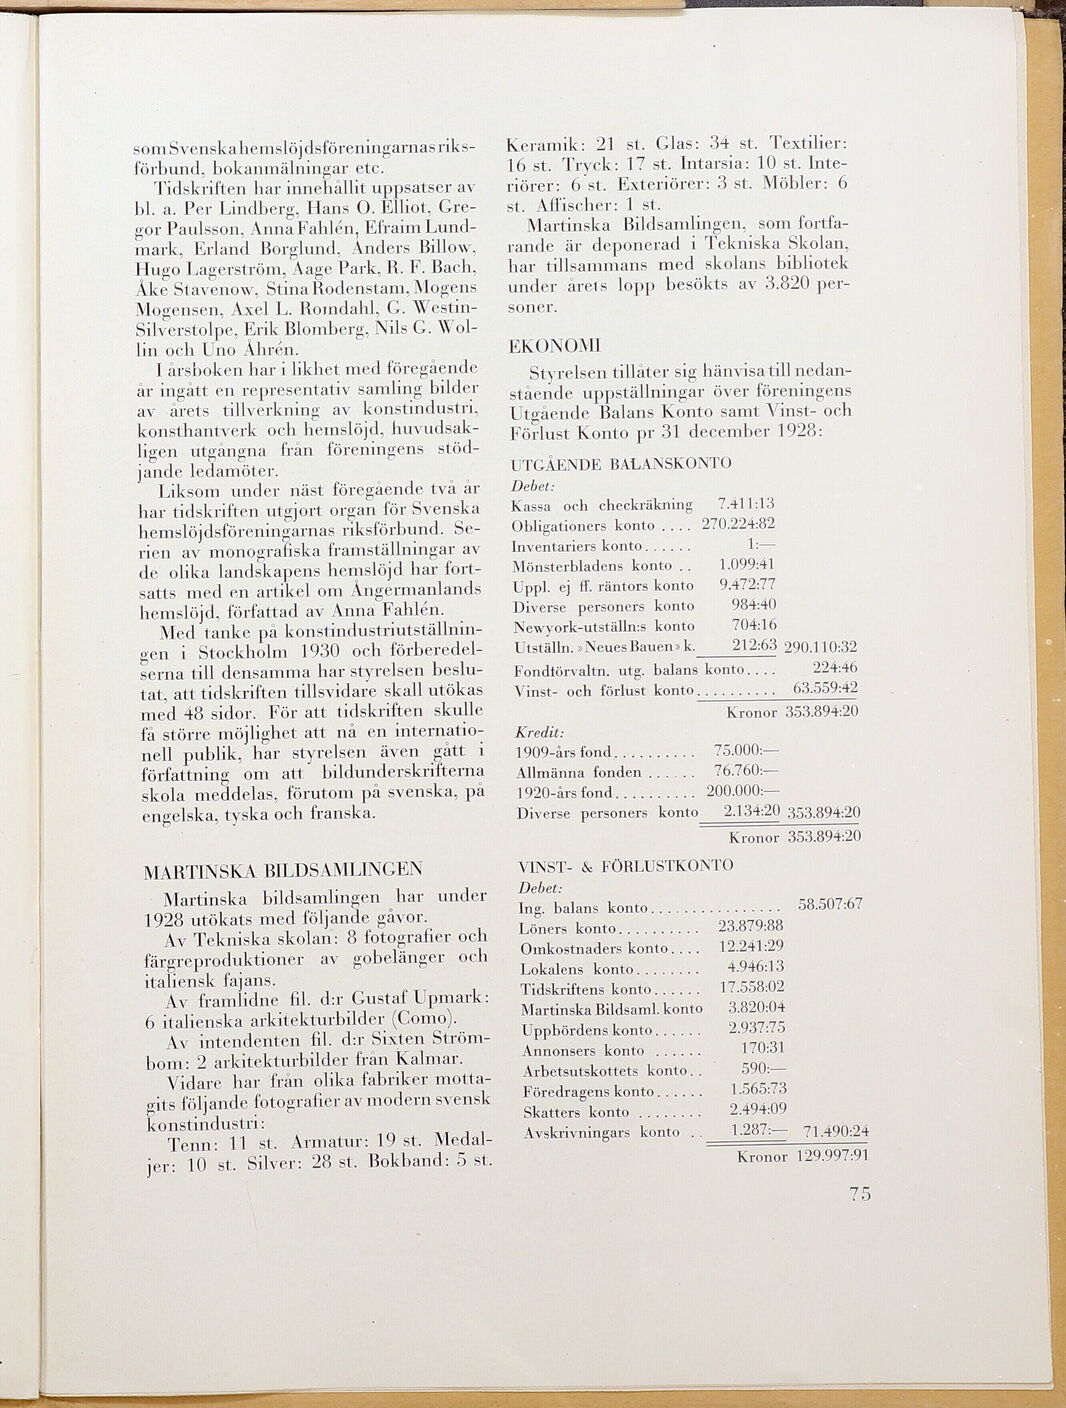 som Svenska hemslöjdsföreningarnas riks-
förbund, bokanmälningar etc.
Tidskriften har innehållit uppsatser av
bl. a. Per Lindberg, Hans O. Elliot, Gre-
gor Paulsson, Anna Fahlén, Efraim Lund-
mark, Erland Borglund, Anders Billow,
Hugo Lagerström, Aage Park, R. F. Bach,
Åke Stavenow, Stina Rodenstam, Mogens
Mogensen, Axel L. Romdahl, G. Westin-
Silverstolpe, Erik Blomberg, Nils G. Wol-
lin och Uno Åhrén.
I årsboken har i likhet med föregående
år ingått en representativ samling bilder
av årets tillverkning av konstindustri,
konsthantverk och hemslöjd, huvudsak-
ligen utgångna från föreningens stöd-
jande ledamöter.
Liksom under näst föregående två år
har tidskriften utgjort organ för Svenska
hemslöjdsföreningarnas riksförbund. Se-
rien av monografiska framställningar av
de olika landskapens hemslöjd har fort-
satts med en artikel om Ångermanlands
hemslöjd, författad av Anna Fahlén.
Med tanke på konstindustriutställnin-
gen i Stockholm 1930 och förberedel-
serna till densamma har styrelsen beslu-
tat, att tidskriften tillsvidare skall utökas
med 48 sidor. För att tidskriften skulle
få större möjlighet att nå en internatio-
nell publik, har styrelsen även gått i
författning om att bildunderskrifterna
skola meddelas, förutom på svenska, på
engelska, tyska och franska.
MARTINSKA BILDSAMLINGEN
Martinska bildsamlingen har under
1928 utökats med följande gåvor.
Av Tekniska skolan: 8 fotografier och
färgreproduktioner av gobelänger och
italiensk fajans.
Av framlidne fil. d:r Gustaf Upmark:
6 italienska arkitekturbilder (Como).
Av intendenten fil. d:r Sixten Ström-
bom: 2 arkitekturbilder från Kalmar.
Vidare har från olika fabriker motta-
gits följande fotografier av modern svensk
konstindustri:
Tenn: 11 st. Armatur: 19 st. Medal-
jer: 10 st. Silver: 28 st. Bokband: 5 st.
Keramik: 21 st. Glas: 34 st. Textilier:
16 st. Tryck: 17 st. Intarsia: 10 st. Inte-
riörer: 6 st. Exteriörer: 3 st. Möbler: 6
st. Affischer: 1 st.
Martinska Bildsamlingen, som fortfa-
rande är deponerad i Tekniska Skolan,
har tillsammans med skolans bibliotek
under årets lopp besökts av 3.820 per-
soner.
EKONOMI
Styrelsen tillåter sig hänvisa till nedan-
stående uppställningar över föreningens
Utgående Balans Konto samt Vinst- och
Förlust Konto pr 31 december 1928:
UTGÅENDE BALANSKONTO
Debet:
Kassa och checkräkning 7.411:13
Obligationers konto .... 270.224:82
Inventariers konto...... 1:—
Mönsterbladens konto .. 1.099:41
Uppl. ej ff. räntors konto 9.472:77
Diverse personers konto 984:40
Newyork-utställn:s konto 704:16
Utställn. »Neues Bauen» k. 212:63 290.110:32
Fondförvaltn. utg. balans konto.... 224:46
Vinst- och förlust konto.......... 63.559:42
Kronor 353.894:20
Kredit:
1909-års fond.......... 75.000:—
Allmänna fonden ...... 76.760:—
1920-års fond.......... 200.000:—
Diverse personers konto 2.134:20 353.894:20
Kronor 353.894:20
VINST- & FÖRLUSTKONTO
Debet:
Ing. balans konto................ 58.507:67
Löners konto.......... 23.879:88
Omkostnaders konto.... 12.241:29
Lokalens konto........ 4.946:13
Tidskriftens konto...... 17.558:02
Martinska Bildsaml. konto 3.820:04
Uppbördens konto...... 2.937:75
Annonsers konto ...... 170:31
Arbetsutskottets konto.. 590:—
Föredragens konto...... 1.565:73
Skatters konto ........ 2.494:09
Avskrivningars konto .. 1.287:— 71.490:24
Kronor 129.997:91
75